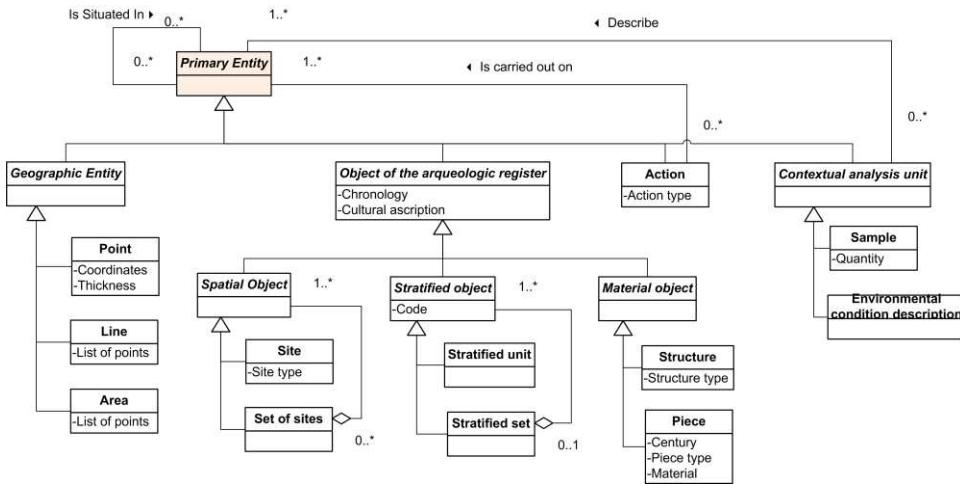 Is Situated In
1..*
Describe
0..*
Primary Entity
0..*
1..*
Is carried out on
0..*
0..*
Geographic Entity
Object of the arqueologic register
-Chronology
-Cultural ascription
Action
-Action type
Contextual analysis unit
Point
-Coordinates
-Thickness
Sample
-Quantity
Spatial Object
1..*
Stratified object
-Code
1..*
Material object
Environmental
condition description
Line
-List of points
Site
-Site type
Stratified unit
Structure
-Structure type
Area
-List of points
Set of sites
0..*
Stratified set
0..1
Piece
-Century
-Piece type
-Material